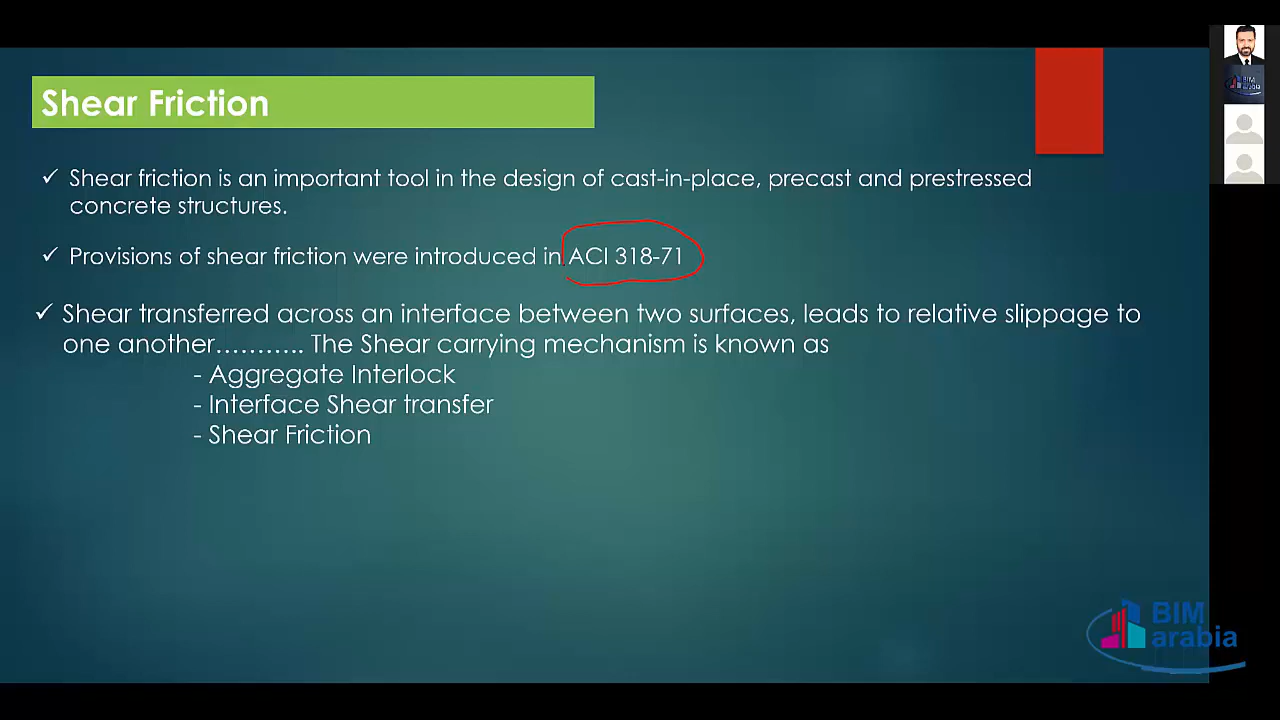 Shear Friction
✓ Shear friction is an important tool in the design of cast-in-place, precast and prestressed
concrete structures.
✓ Provisions of shear friction were introduced in ACI 318-71
✓ Shear transferred across an interface between two surfaces, leads to relative slippage to
one another……….. The Shear carrying mechanism is known as
- Aggregate Interlock
- Interface Shear transfer
- Shear Friction
BIM
arabia
BIM
arabia